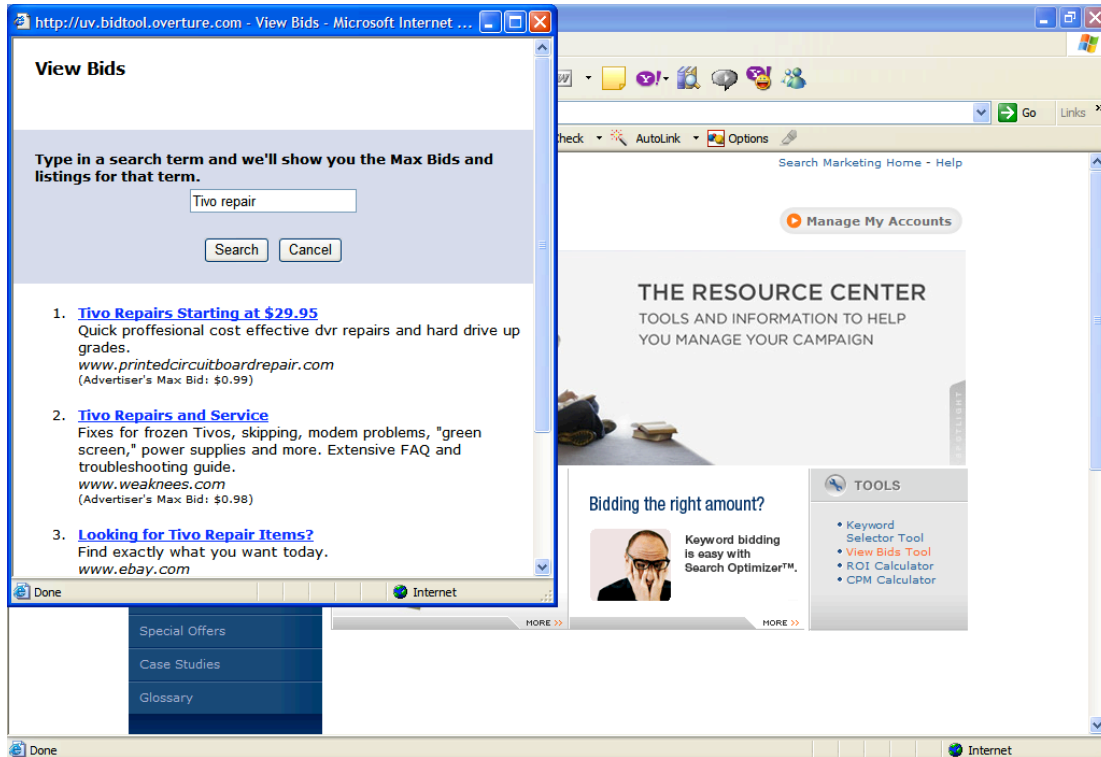 http://uv.bidtool.overture.com - View Bids - Microsoft Internet ...
View Bids
Type in a search term and we'll show you the Max Bids and
listings for that term.
Tivo repair
Search Cancel
1. Tivo Repairs Starting at $29.95
Quick proffesional cost effective dvr repairs and hard drive up
grades.
www.printedcircuitboardrepair.com
(Advertiser's Max Bid: $0.99)
2. Tivo Repairs and Service
Fixes for frozen Tivos, skipping, modem problems, "green
screen," power supplies and more. Extensive FAQ and
troubleshooting guide.
www.weaknees.com
(Advertiser's Max Bid: $0.98)
3. Looking for Tivo Repair Items?
Find exactly what you want today.
www.ebay.com
Done Internet
Go Links
AutoLink Options
Search Marketing Home - Help
Manage My Accounts
THE RESOURCE CENTER
TOOLS AND INFORMATION TO HELP
YOU MANAGE YOUR CAMPAIGN
SPOTLIGHT
Bidding the right amount?
Keyword bidding
is easy with
Search Optimizer™.
MORE >>
MORE >>
TOOLS
• Keyword
Selector Tool
• View Bids Tool
• ROI Calculator
• CPM Calculator
Special Offers
Case Studies
Glossary
Done Internet